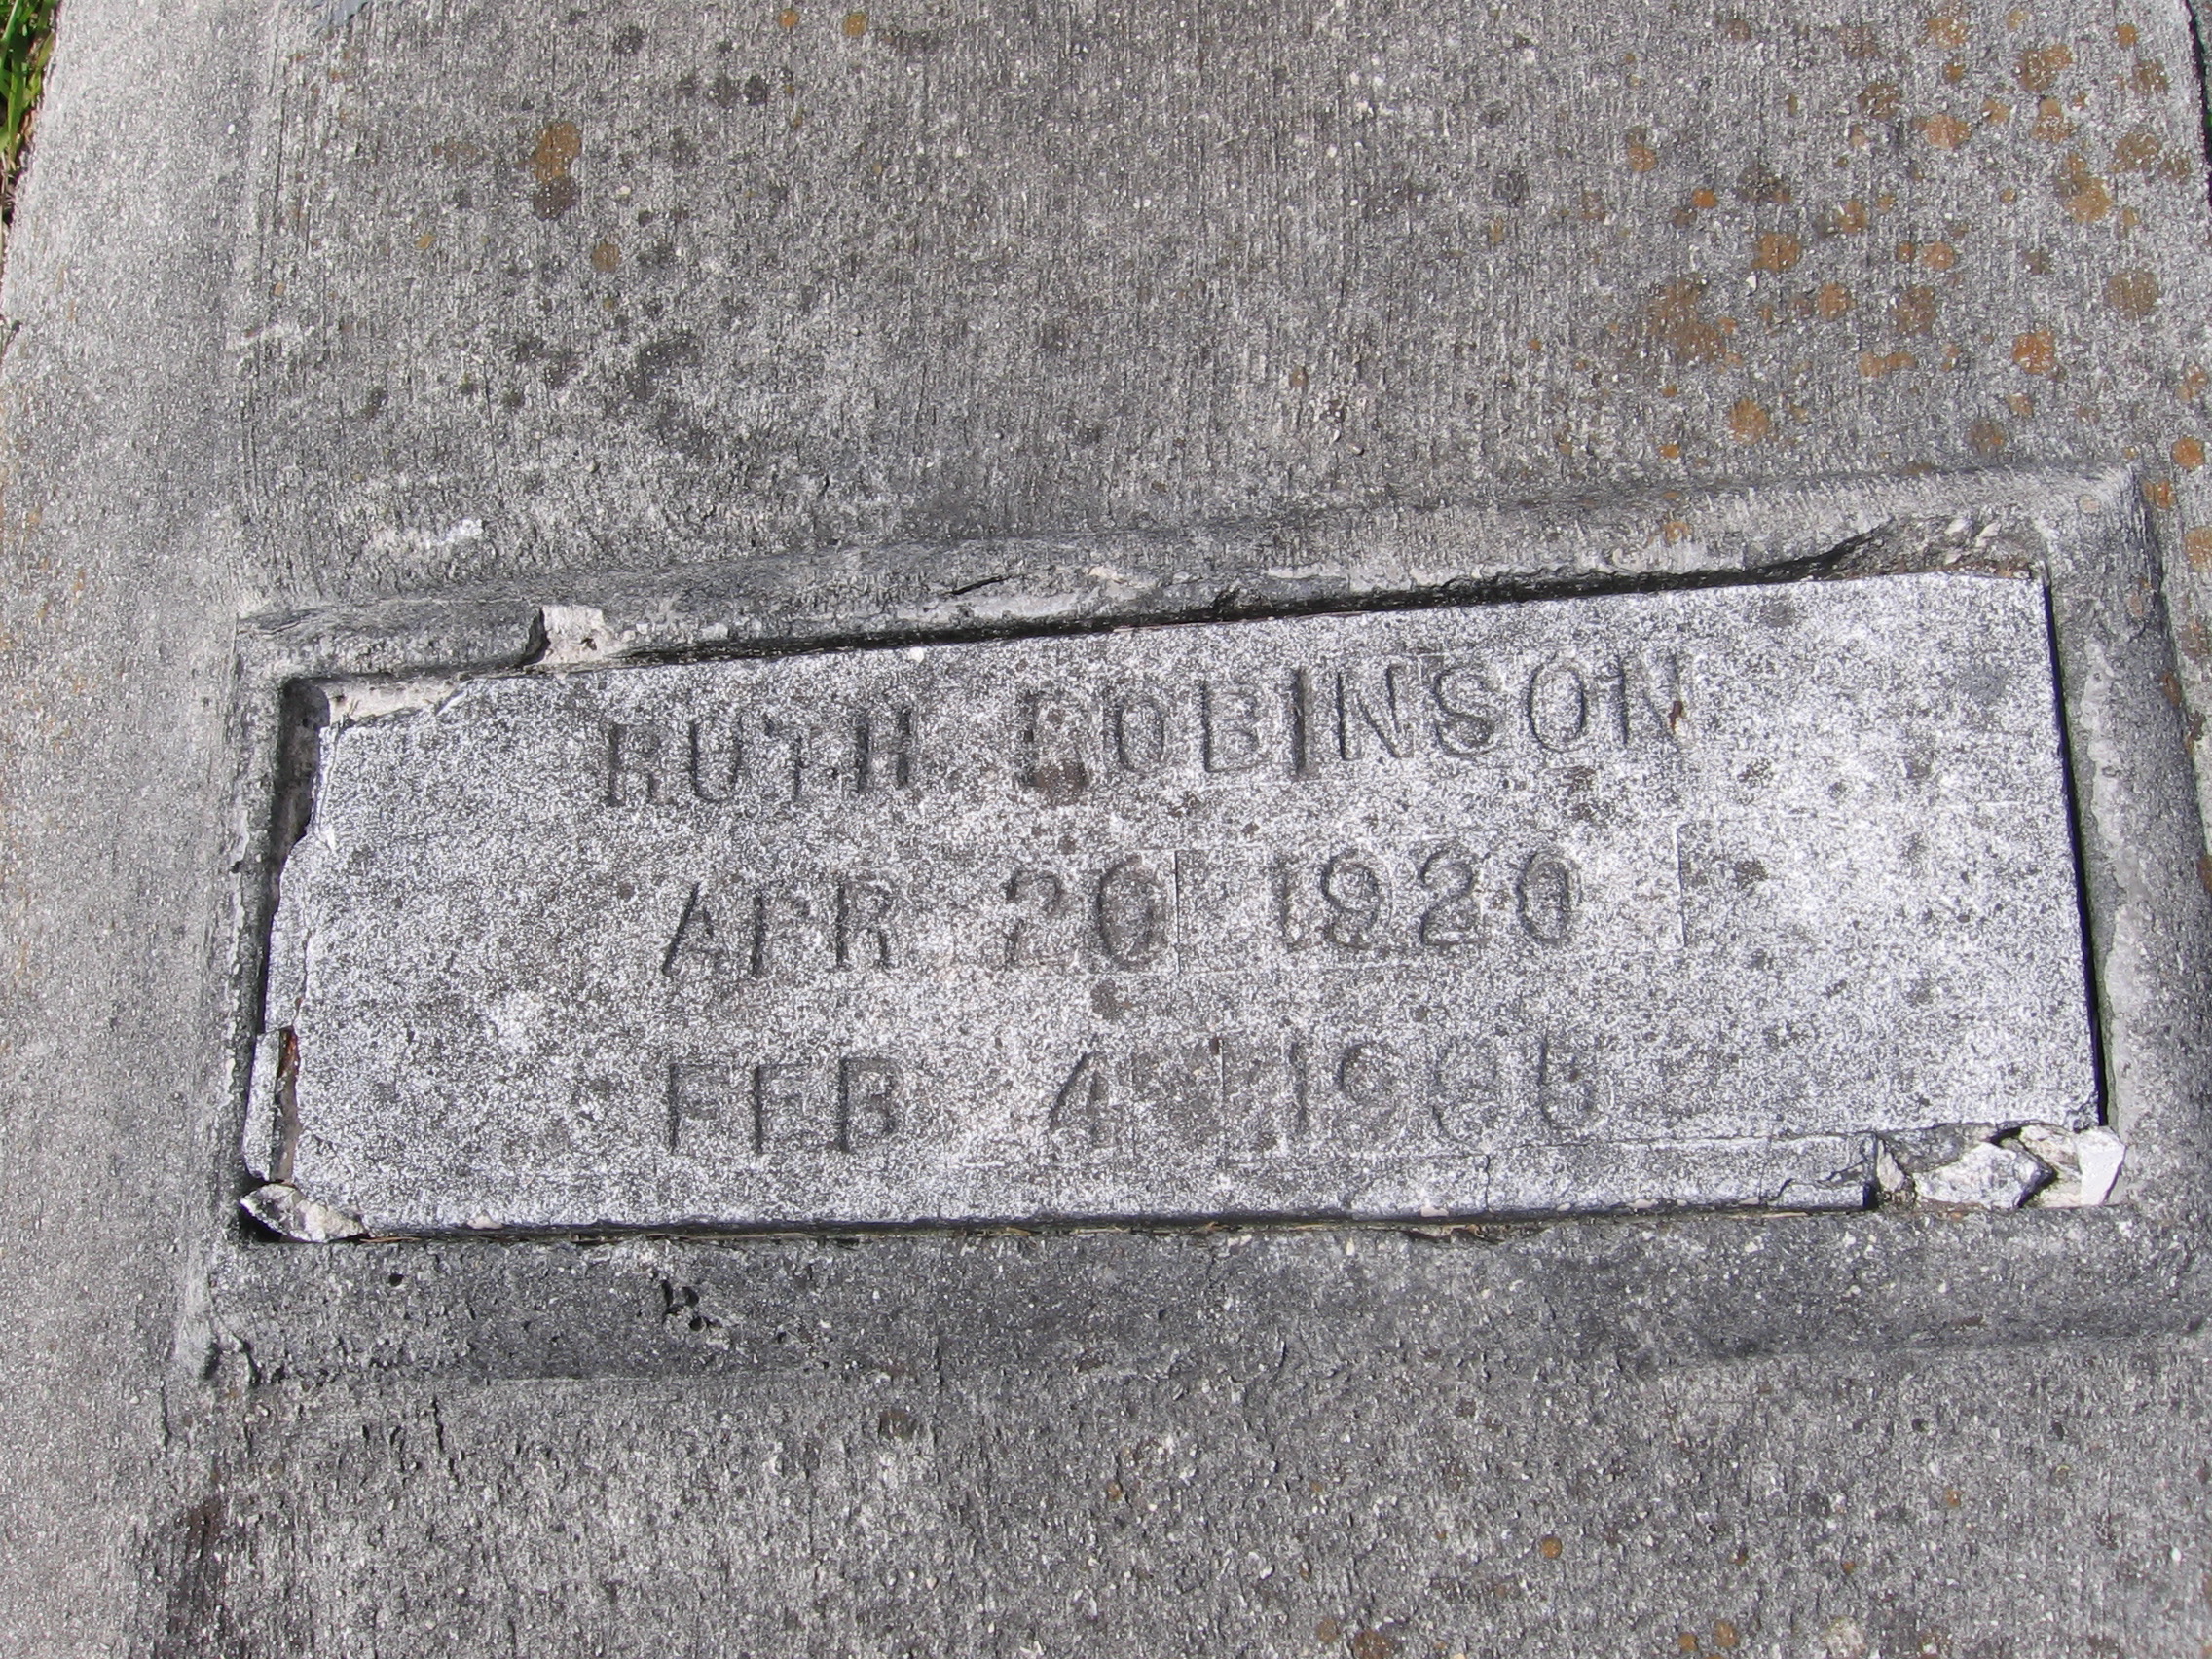 RUTH ROBINSON
APR 20 1920
FEB 4